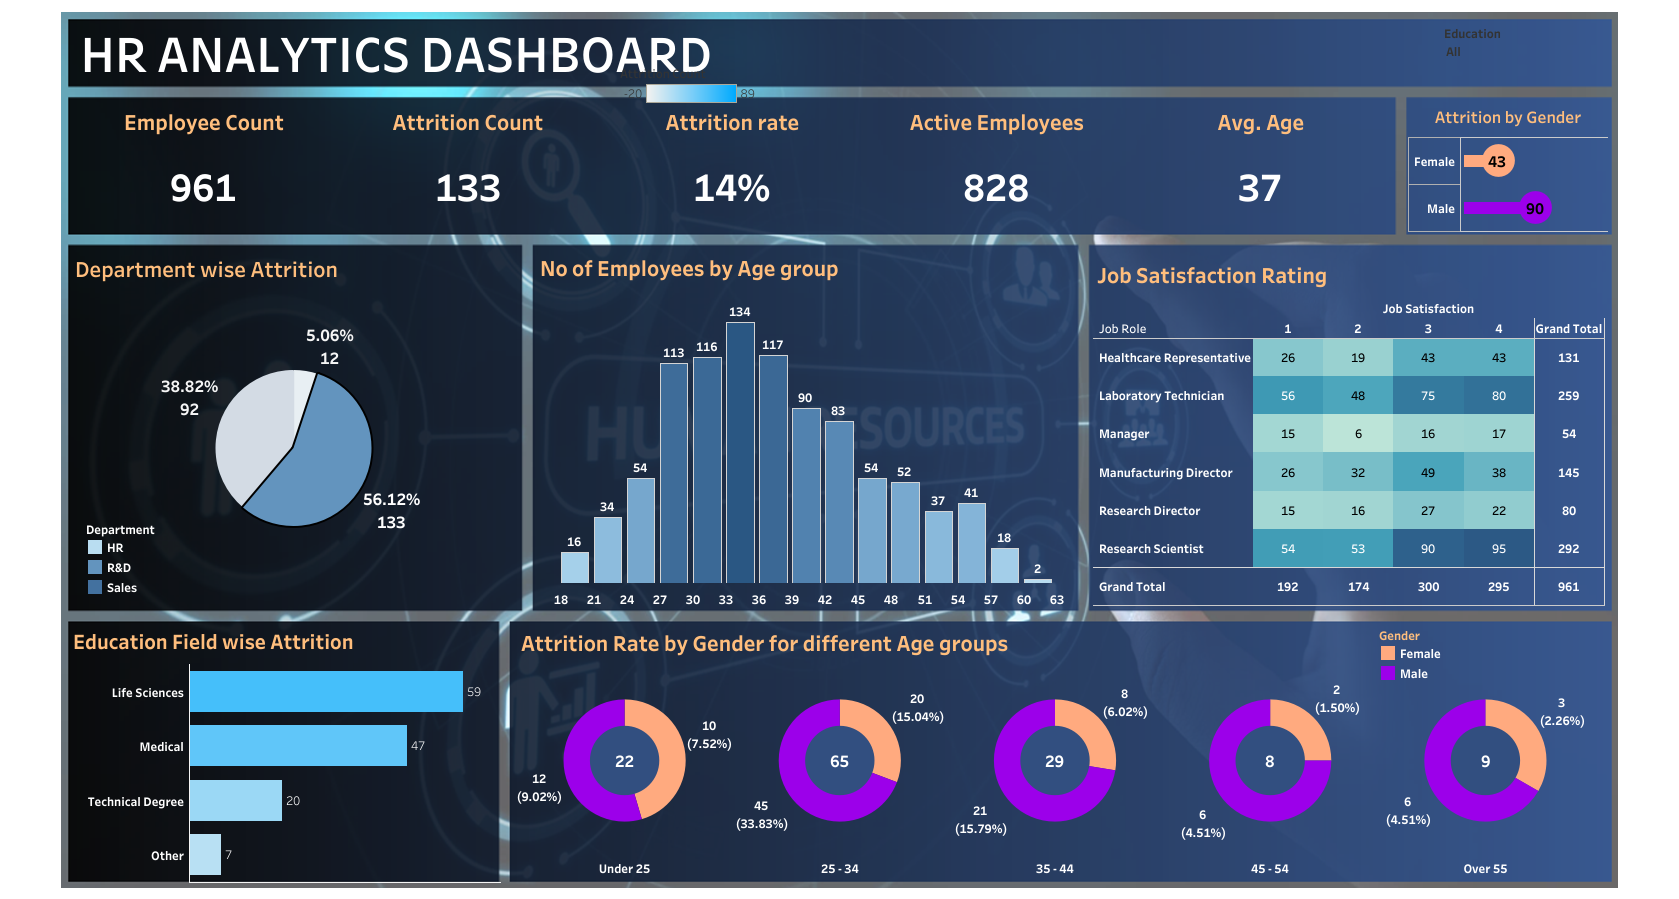 HR ANALYTICS DASHBOARD
Education
All
-20 89
Employee Count Attrition Count Attrition rate Active Employees Avg. Age
961 133 14% 828 37
Attrition by Gender
Female 43
Male 90
Department wise Attrition
5.06%
12
38.82%
92
56.12%
133
Department
HR
R&D
Sales
No of Employees by Age group
16 34 54 113 116 134 117 90 83 54 52 37 41 18 2
18 21 24 27 30 33 36 39 42 45 48 51 54 57 60 63
Job Satisfaction Rating
Job Satisfaction
Job Role 1 2 3 4 Grand Total
Healthcare Representative 26 19 43 43 131
Laboratory Technician 56 48 75 80 259
Manager 15 6 16 17 54
Manufacturing Director 26 32 49 38 145
Research Director 15 16 27 22 80
Research Scientist 54 53 90 95 292
Grand Total 192 174 300 295 961
Education Field wise Attrition
Life Sciences 59
Medical 47
Technical Degree 20
Other 7
Attrition Rate by Gender for different Age groups
Gender
Female
Male
10
(7.52%)
22
12
(9.02%)
Under 25
20
(15.04%)
65
45
(33.83%)
25 - 34
8
(6.02%)
29
21
(15.79%)
35 - 44
2
(1.50%)
8
6
(4.51%)
45 - 54
3
(2.26%)
9
6
(4.51%)
Over 55